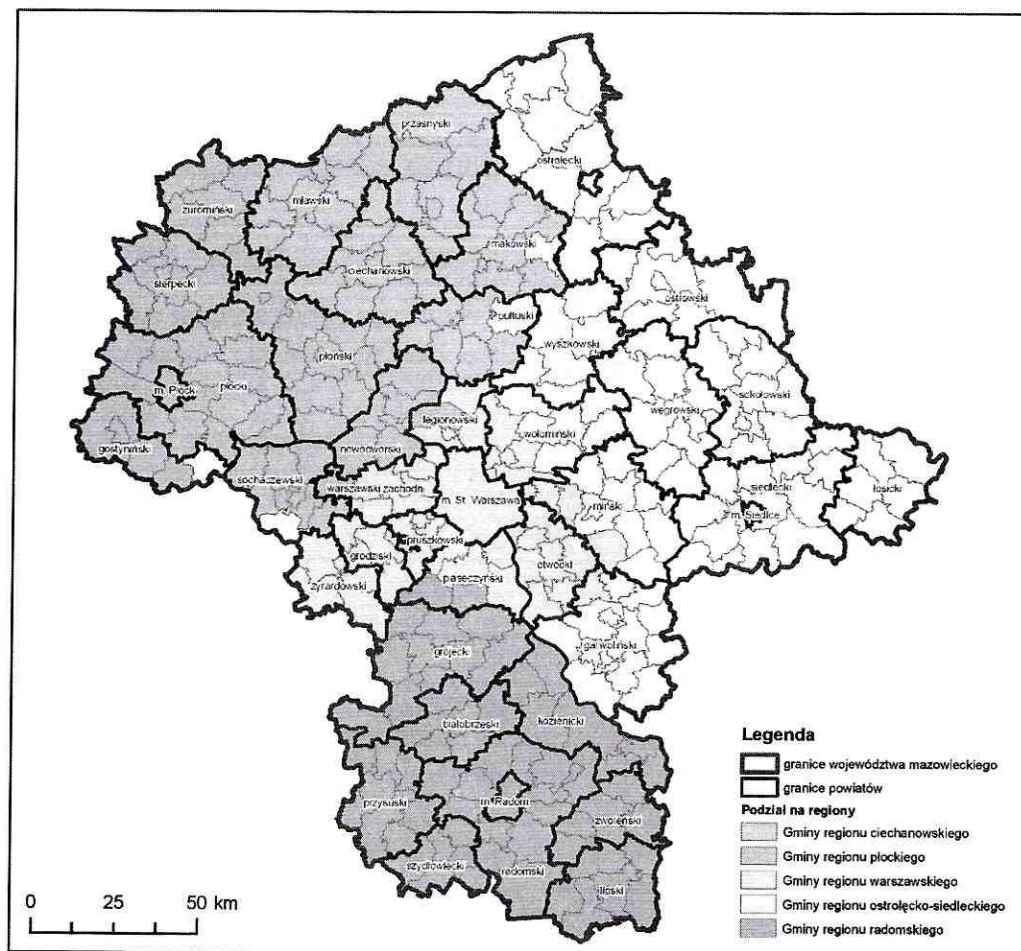 przasnyski
ostrołęcki
żuromiński
mławski
makowski
ciechanowski
sierpecki
ostrowski
pułtuski
wyszkowski
płoński
m. Płock
płocki
sokołowski
węgrowski
legionowski
wołomiński
gostyniński
nowodworski
sochaczewski
warszawski zachodni
siedlecki
łosicki
m. St. Warszawa
miński
m. Siedlce
pruszkowski
grodziski
otwocki
piaseczyński
żyrardowski
grójecki
garwoliński
białobrzeski
kozienicki
przysuski
m. Radom
zwoleński
szydłowiecki
radomski
lipski
Legenda
granice województwa mazowieckiego
granice powiatów
Podział na regiony
Gminy regionu ciechanowskiego
Gminy regionu płockiego
Gminy regionu warszawskiego
Gminy regionu ostrołęcko-siedleckiego
Gminy regionu radomskiego
0 25 50 km